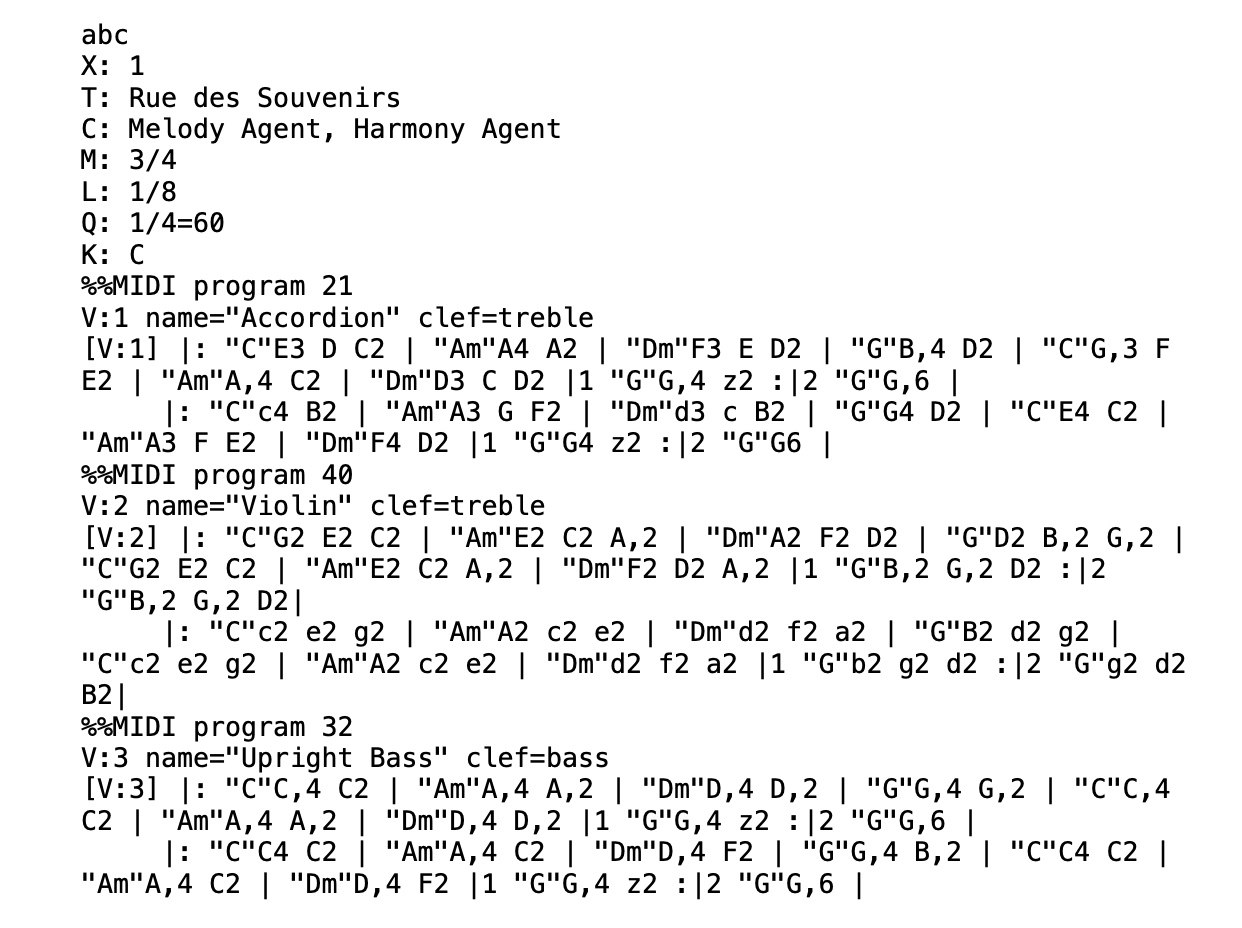 abc
X: 1
T: Rue des Souvenirs
C: Melody Agent, Harmony Agent
M: 3/4
L: 1/8
Q: 1/4=60
K: C
%%MIDI program 21
V:1 name="Accordion" clef=treble
[V:1] |: "C"E3 D C2 | "Am"A4 A2 | "Dm"F3 E D2 | "G"B,4 D2 | "C"G,3 F
E2 | "Am"A,4 C2 | "Dm"D3 C D2 |1 "G"G,4 z2 :|2 "G"G,6 |
|: "C"c4 B2 | "Am"A3 G F2 | "Dm"d3 c B2 | "G"G4 D2 | "C"E4 C2 |
"Am"A3 F E2 | "Dm"F4 D2 |1 "G"G4 z2 :|2 "G"G6 |
%%MIDI program 40
V:2 name="Violin" clef=treble
[V:2] |: "C"G2 E2 C2 | "Am"E2 C2 A,2 | "Dm"A2 F2 D2 | "G"D2 B,2 G,2 |
"C"G2 E2 C2 | "Am"E2 C2 A,2 | "Dm"F2 D2 A,2 |1 "G"B,2 G,2 D2 :|2
"G"B,2 G,2 D2|
|: "C"c2 e2 g2 | "Am"A2 c2 e2 | "Dm"d2 f2 a2 | "G"B2 d2 g2 |
"C"c2 e2 g2 | "Am"A2 c2 e2 | "Dm"d2 f2 a2 |1 "G"b2 g2 d2 :|2 "G"g2 d2
B2|
%%MIDI program 32
V:3 name="Upright Bass" clef=bass
[V:3] |: "C"C,4 C2 | "Am"A,4 A,2 | "Dm"D,4 D,2 | "G"G,4 G,2 | "C"C,4
C2 | "Am"A,4 A,2 | "Dm"D,4 D,2 |1 "G"G,4 z2 :|2 "G"G,6 |
|: "C"C4 C2 | "Am"A,4 C2 | "Dm"D,4 F2 | "G"G,4 B,2 | "C"C4 C2 |
"Am"A,4 C2 | "Dm"D,4 F2 |1 "G"G,4 z2 :|2 "G"G,6 |